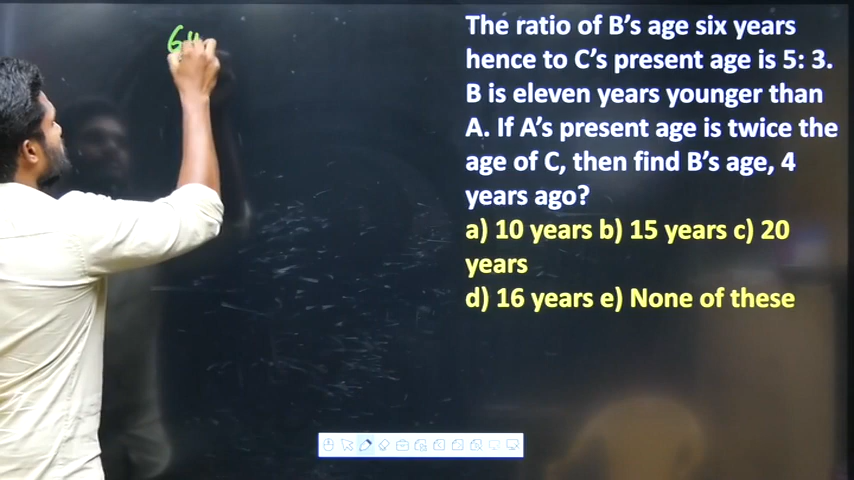 6
The ratio of B's age six years
hence to C's present age is 5: 3.
B is eleven years younger than
A. If A's present age is twice the
age of C, then find B's age, 4
years ago?
a) 10 years b) 15 years c) 20
years
d) 16 years e) None of these